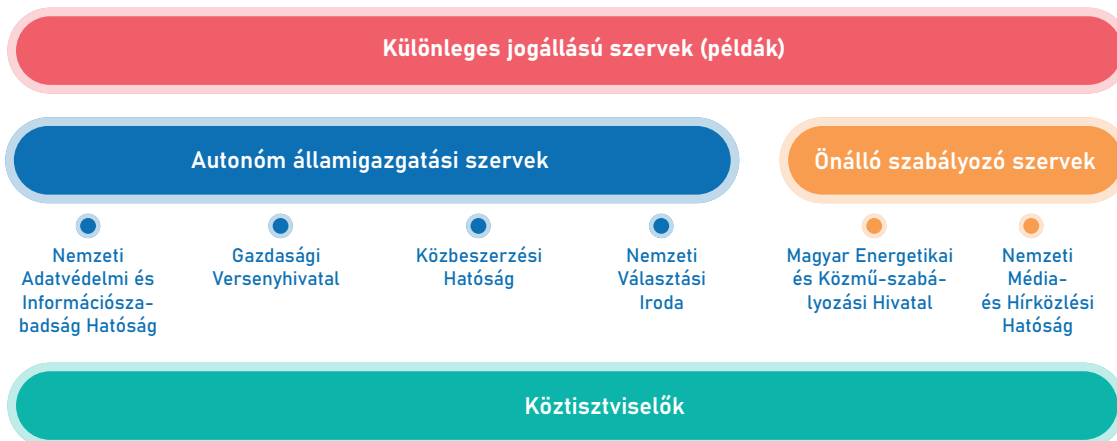 Különleges jogállású szervek (példák)
Autonóm államigazgatási szervek
Önálló szabályozó szervek
Nemzeti
Adatvédelmi és
Információsza-
badság Hatóság
Gazdasági
Versenyhivatal
Közbeszerzési
Hatóság
Nemzeti
Választási
Iroda
Magyar Energetikai
és Közmű-szabá-
lyozási Hivatal
Nemzeti
Média-
és Hírközlési
Hatóság
Köztisztviselők